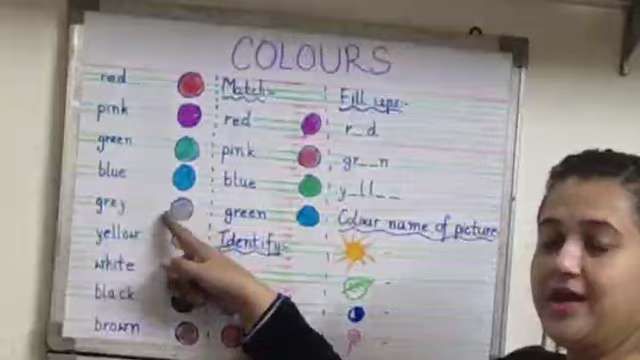 COLOURS
red
pink
green
blue
grey
yellow
white
black
brown
Match:-
red
pink
blue
green
Identify:-
Fill ups:-
r_d
gr__n
y_ll__
Colour name of picture
-
-
-
-